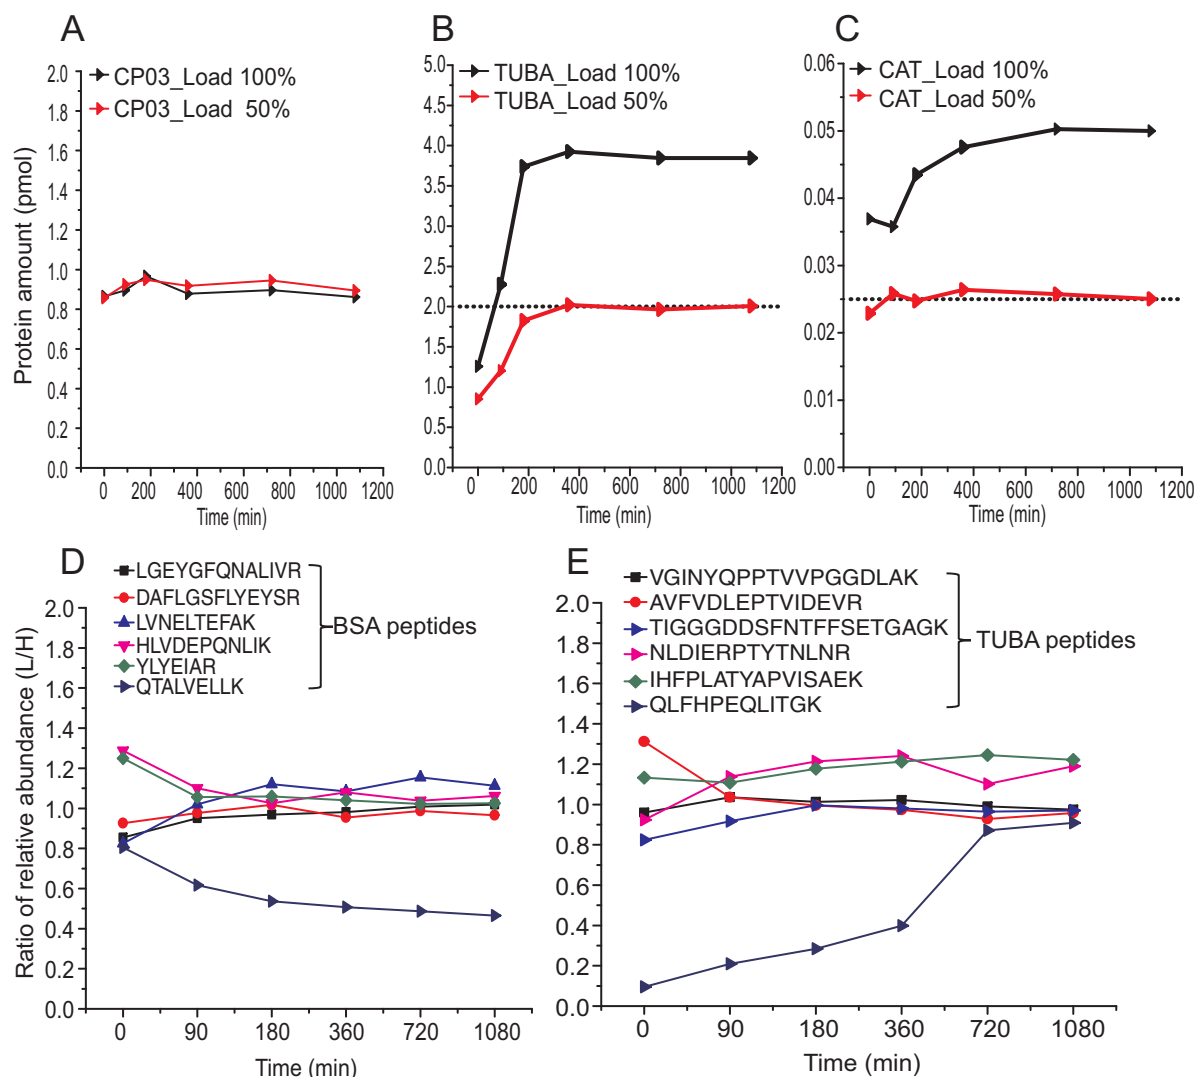 A
B
C
CP03_Load 100%
CP03_Load 50%
TUBA_Load 100%
TUBA_Load 50%
CAT_Load 100%
CAT_Load 50%
Protein amount (pmol)
2.0
1.8
1.6
1.4
1.2
1.0
0.8
0.6
0.4
0.2
0.0
0 200 400 600 800 1000 1200
Time (min)
5.0
4.5
4.0
3.5
3.0
2.5
2.0
1.5
1.0
0.5
0.0
0 200 400 600 800 1000 1200
Time (min)
0.06
0.05
0.04
0.03
0.02
0.01
0.00
0 200 400 600 800 1000 1200
Time (min)
D
LGEYGFQNALIVR
DAFLGSFLYEYSR
LVNELTEFAK
HLVDEPQNLIK
YLYEIAR
QTALVELLK
BSA peptides
Ratio of relative abundance (L/H)
2.0
1.8
1.6
1.4
1.2
1.0
0.8
0.6
0.4
0.2
0.0
0 90 180 360 720 1080
Time (min)
E
VGINYQPPTVVPGGDLAK
AVFVDLEPTVIDEVR
TIGGGDDSFNTFFSETGAGK
NLDIERPTYTNLNR
IHFPLATYAPVISAEK
QLFHPEQLITGK
TUBA peptides
2.0
1.8
1.6
1.4
1.2
1.0
0.8
0.6
0.4
0.2
0.0
0 90 180 360 720 1080
Time (min)